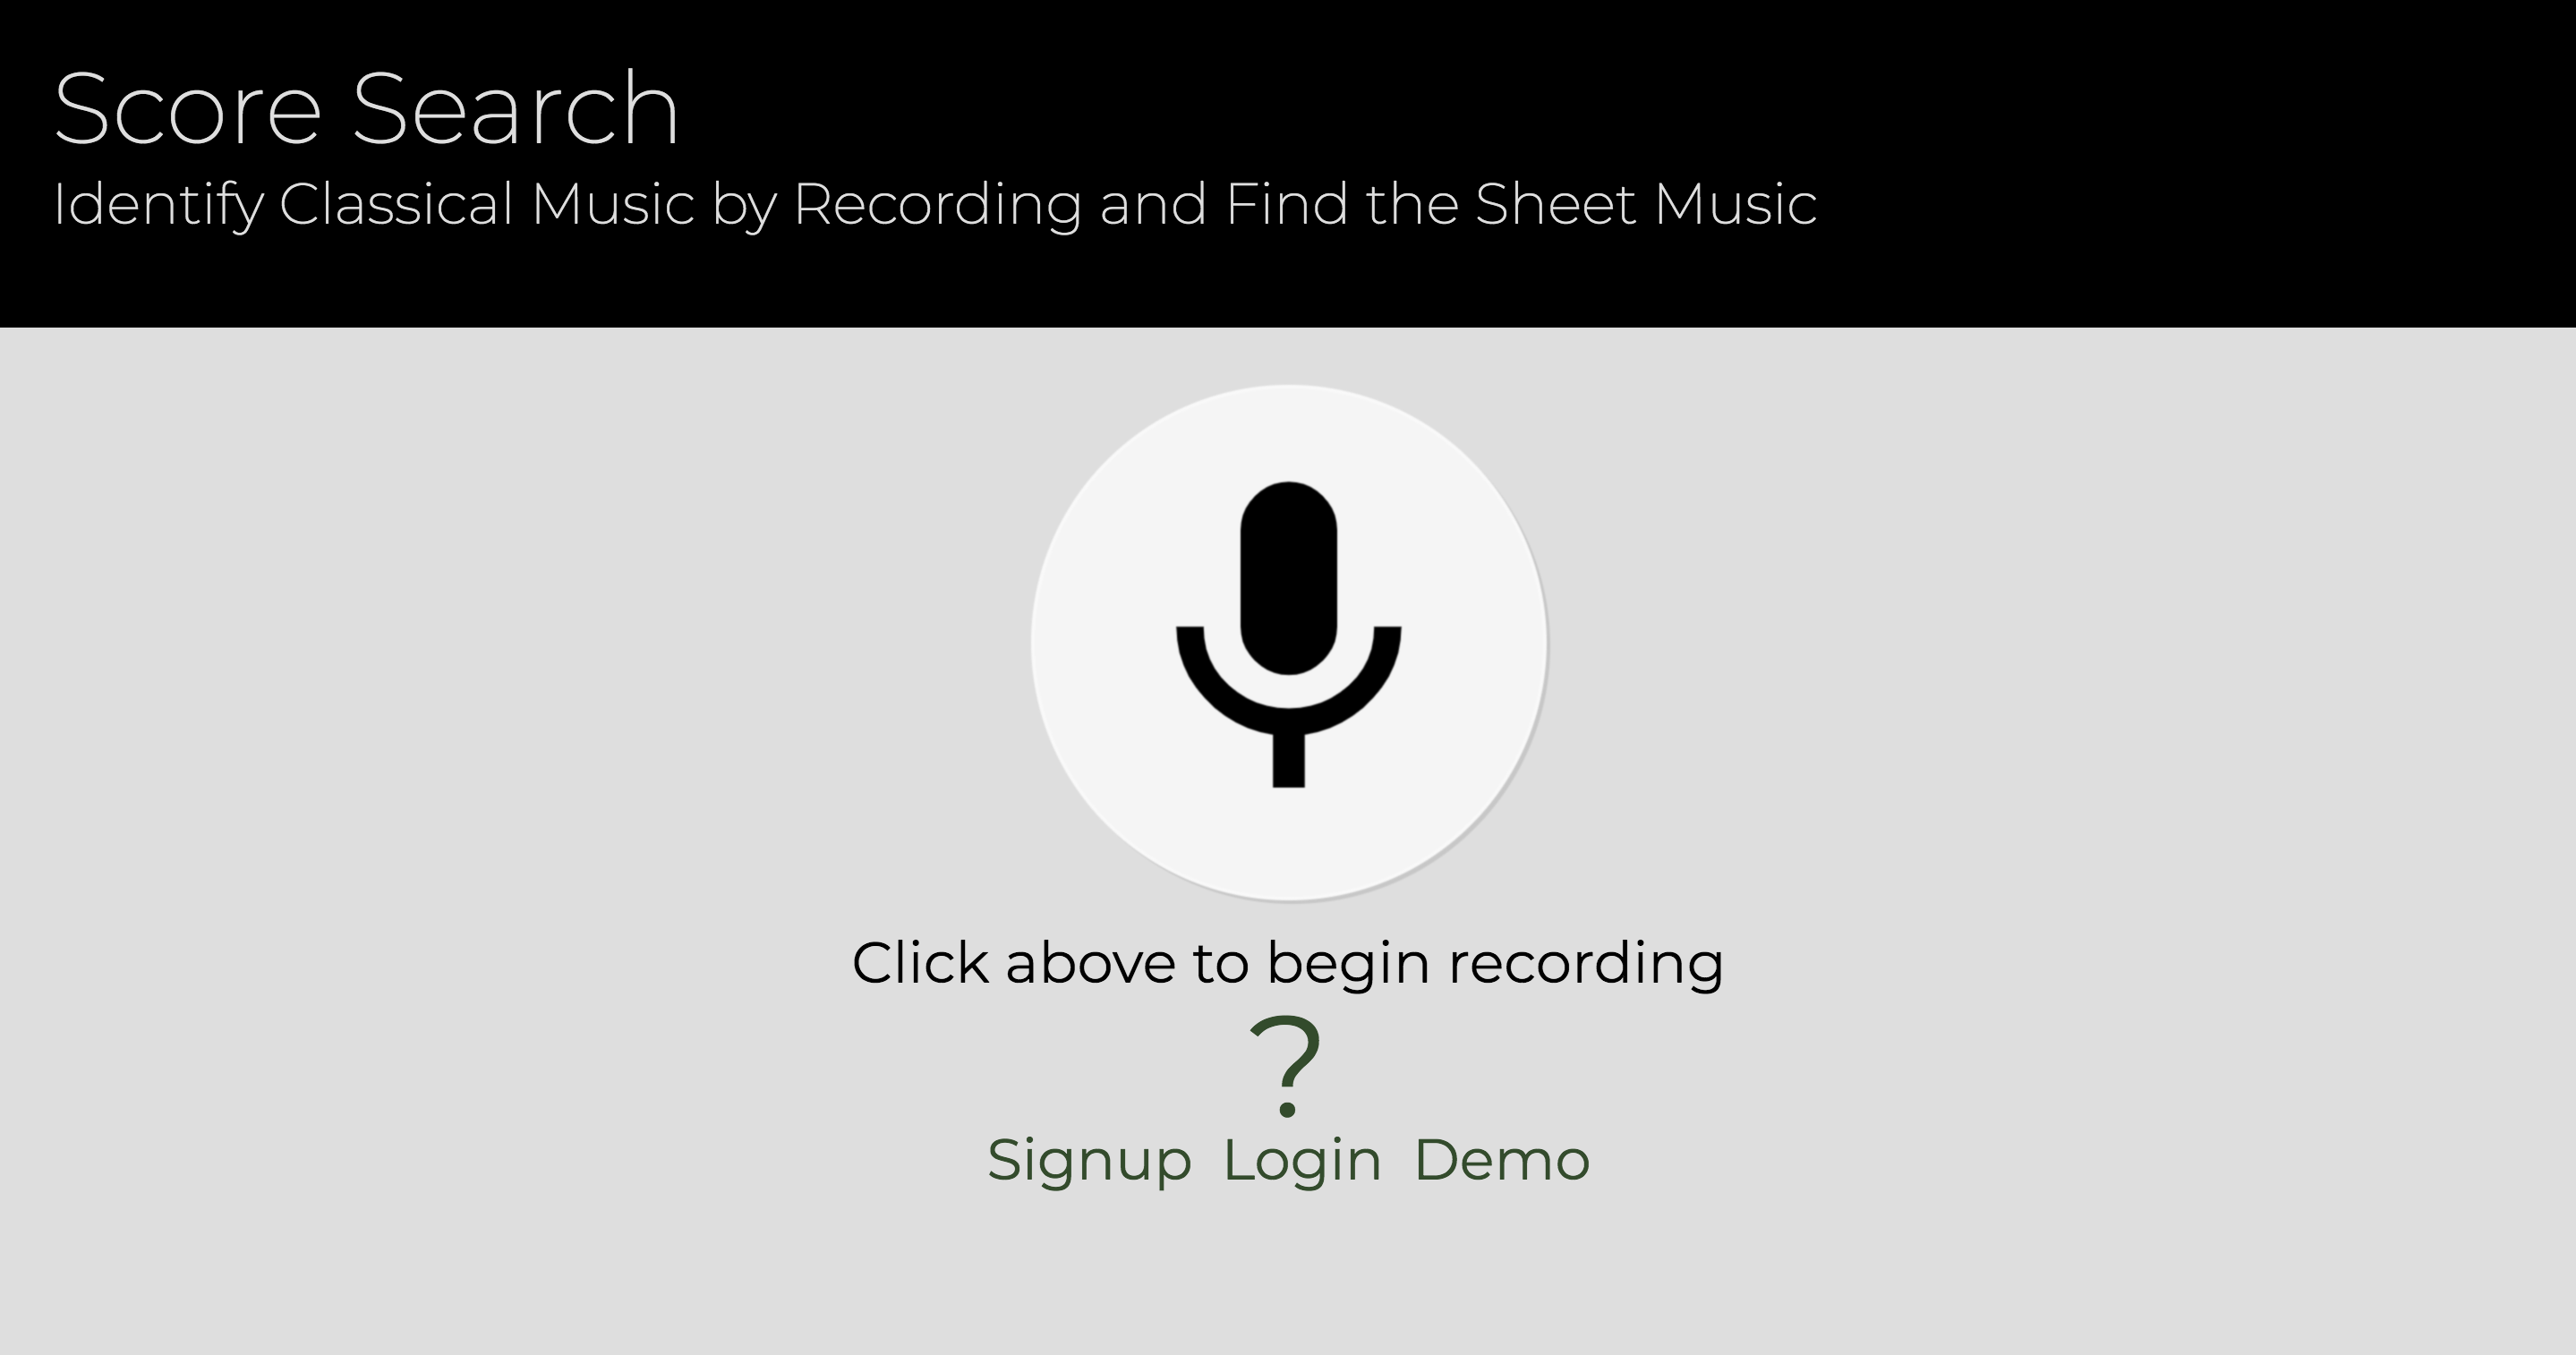 Score Search
Identify Classical Music by Recording and Find the Sheet Music
Click above to begin recording
?
Signup Login Demo